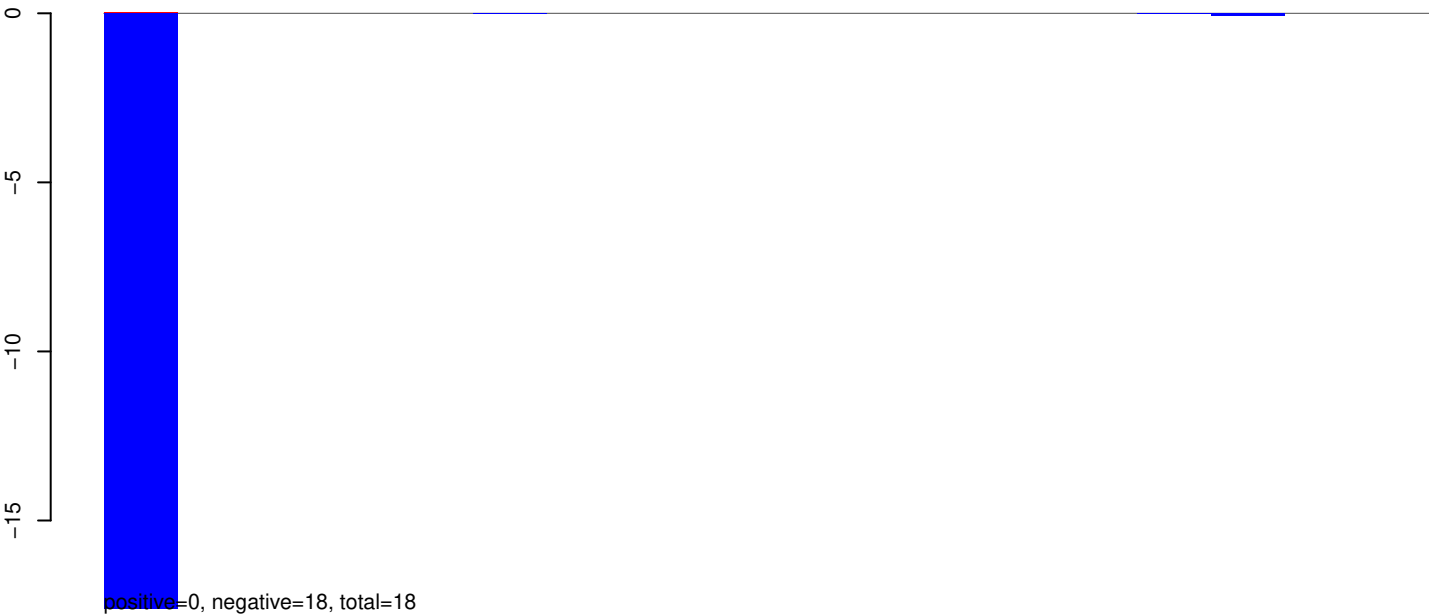 0
−5
−10
−15
positive=0, negative=18, total=18